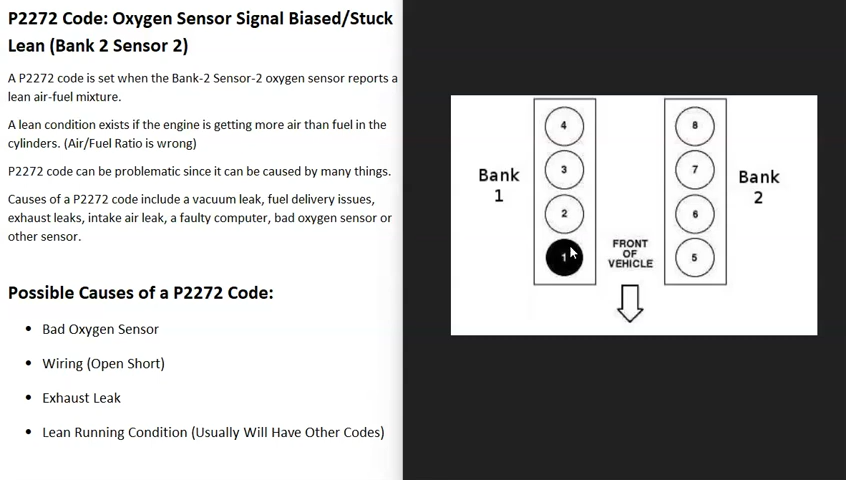 P2272 Code: Oxygen Sensor Signal Biased/Stuck
Lean (Bank 2 Sensor 2)
A P2272 code is set when the Bank-2 Sensor-2 oxygen sensor reports a
lean air-fuel mixture.
A lean condition exists if the engine is getting more air than fuel in the
cylinders. (Air/Fuel Ratio is wrong)
P2272 code can be problematic since it can be caused by many things.
Causes of a P2272 code include a vacuum leak, fuel delivery issues,
exhaust leaks, intake air leak, a faulty computer, bad oxygen sensor or
other sensor.
Possible Causes of a P2272 Code:
• Bad Oxygen Sensor
• Wiring (Open Short)
• Exhaust Leak
• Lean Running Condition (Usually Will Have Other Codes)
Bank
1
4
3
2
1
FRONT
OF
VEHICLE
8
7
6
5
Bank
2